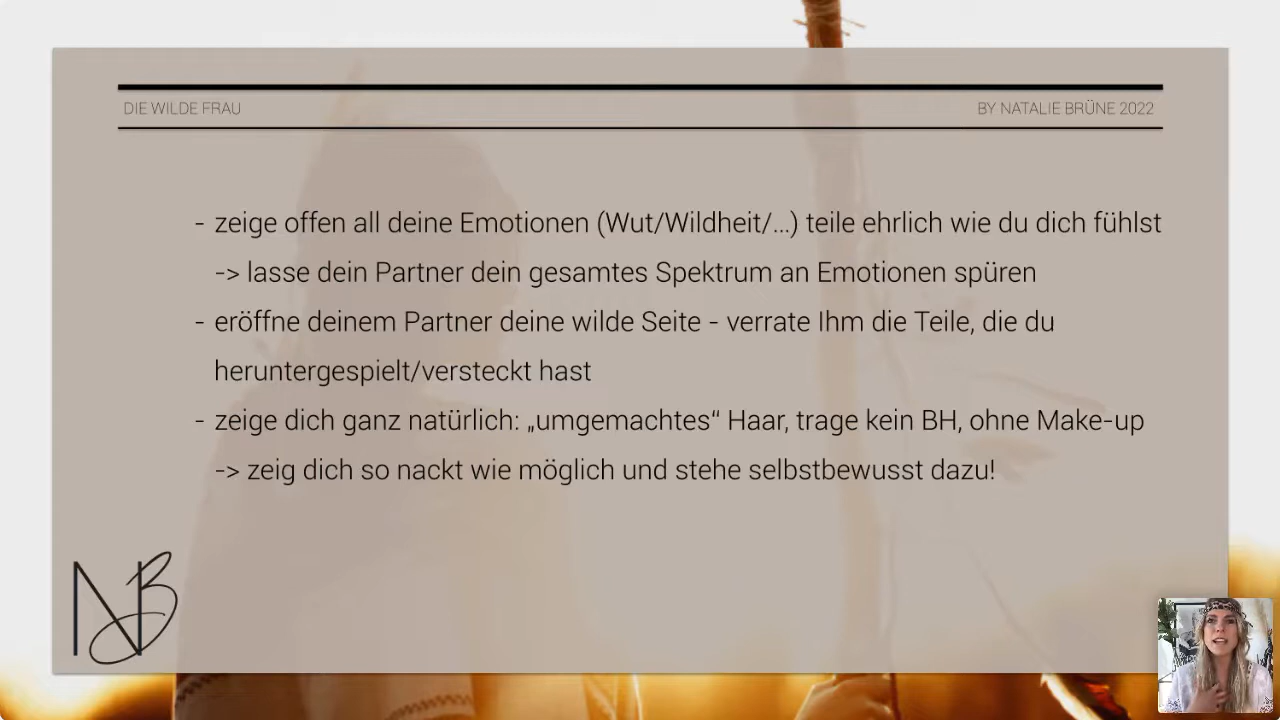 DIE WILDE FRAU
BY NATALIE BRÜNE 2022
- zeige offen all deine Emotionen (Wut/Wildheit/...) teile ehrlich wie du dich fühlst
-> lasse dein Partner dein gesamtes Spektrum an Emotionen spüren
- eröffne deinem Partner deine wilde Seite - verrate Ihm die Teile, die du
heruntergespielt/versteckt hast
- zeige dich ganz natürlich: „umgemachtes“ Haar, trage kein BH, ohne Make-up
-> zeig dich so nackt wie möglich und stehe selbstbewusst dazu!
NB